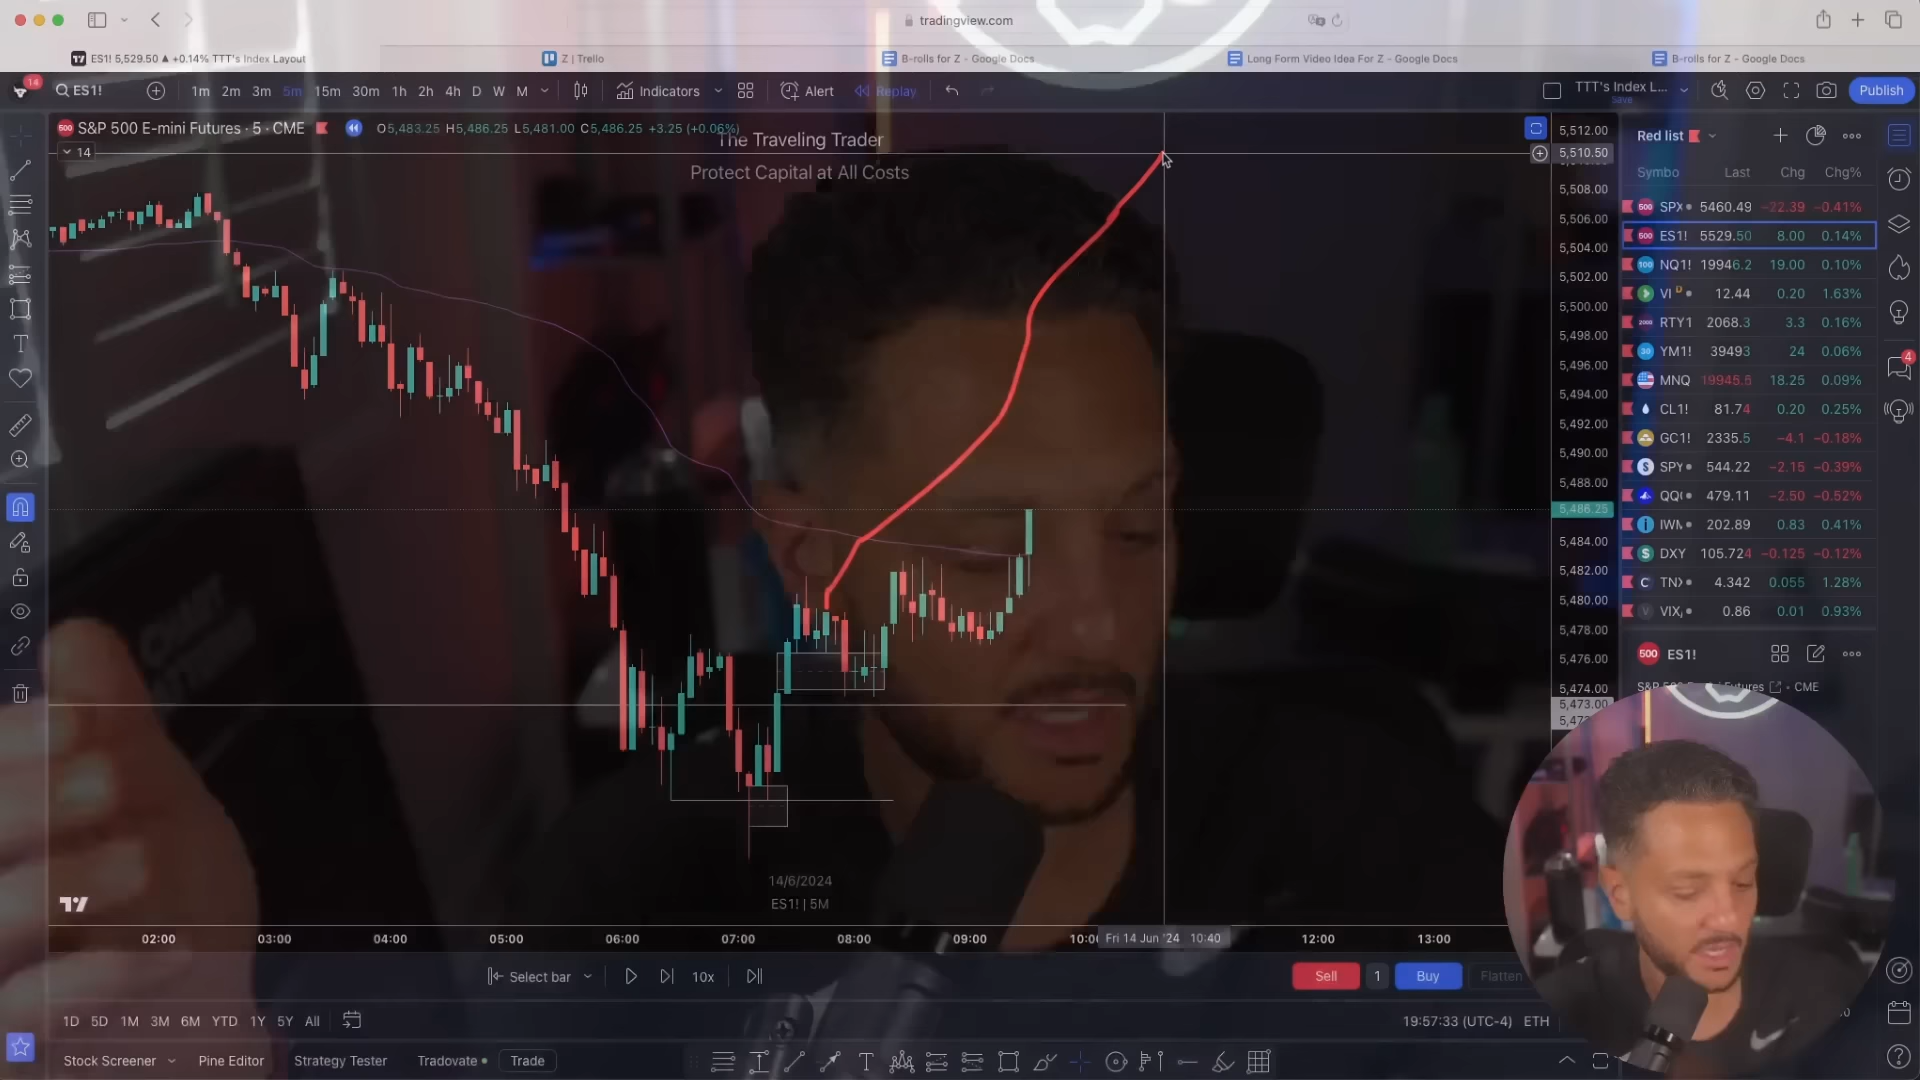 tradingview.com
ES1! 5,529.50 ▲ +0.14% TTT's Index Layout
Z | Trello
B-rolls for Z - Google Docs
Long Form Video Idea For Z - Google Docs
B-rolls for Z - Google Docs
16
ES1!
1m 2m 3m 5m 15m 30m 1h 2h 4h D W M
Indicators
Alert
Replay
TTT's Index L...
Save
Publish
S&P 500 E-mini Futures · 5 · CME
O5,483.25 H5,486.25 L5,481.00 C5,486.25 +3.25 (+0.06%)
14
The Traveling Trader
Protect Capital at All Costs
5,512.00
5,510.50
5,508.00
5,506.00
5,504.00
5,502.00
5,500.00
5,498.00
5,496.00
5,494.00
5,492.00
5,490.00
5,488.00
5,486.25
5,484.00
5,482.00
5,480.00
5,478.00
5,476.00
5,474.00
5,473.00
Red list
Symbo Last Chg Chg%
SPX 5460.49 −22.39 −0.41%
ES1! 5529.50 8.00 0.14%
NQ1! 19946.2 19.00 0.10%
VI D 12.44 0.20 1.63%
RTY1 2068.3 3.3 0.16%
YM1! 39493 24 0.06%
MNQ 19945.5 18.25 0.09%
CL1! 81.74 0.20 0.25%
GC1! 2335.5 −4.1 −0.18%
SPY 544.22 −2.15 −0.39%
QQ 479.11 −2.50 −0.52%
IWM 202.89 0.83 0.41%
DXY 105.724 −0.125 −0.12%
TNX 4.342 0.055 1.28%
VIX 0.86 0.01 0.93%
4
500 ES1!
S&P 500 Futures · CME
CHART
PATTERNS
14/6/2024
ES1! | 5M
02:00 03:00 04:00 05:00 06:00 07:00 08:00 09:00 10:00 Fri 14 Jun '24 10:40 12:00 13:00
Select bar
10x
Sell 1 Buy Flatten
1D 5D 1M 3M 6M YTD 1Y 5Y All
19:57:33 (UTC-4) ETH
Stock Screener
Pine Editor
Strategy Tester
Tradovate
Trade